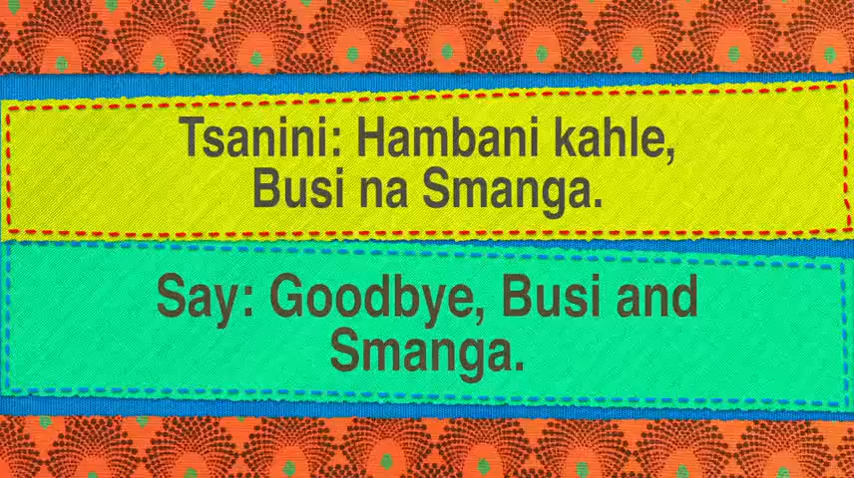 Tsanini: Hambani kahle,
Busi na Smanga.
Say: Goodbye, Busi and
Smanga.